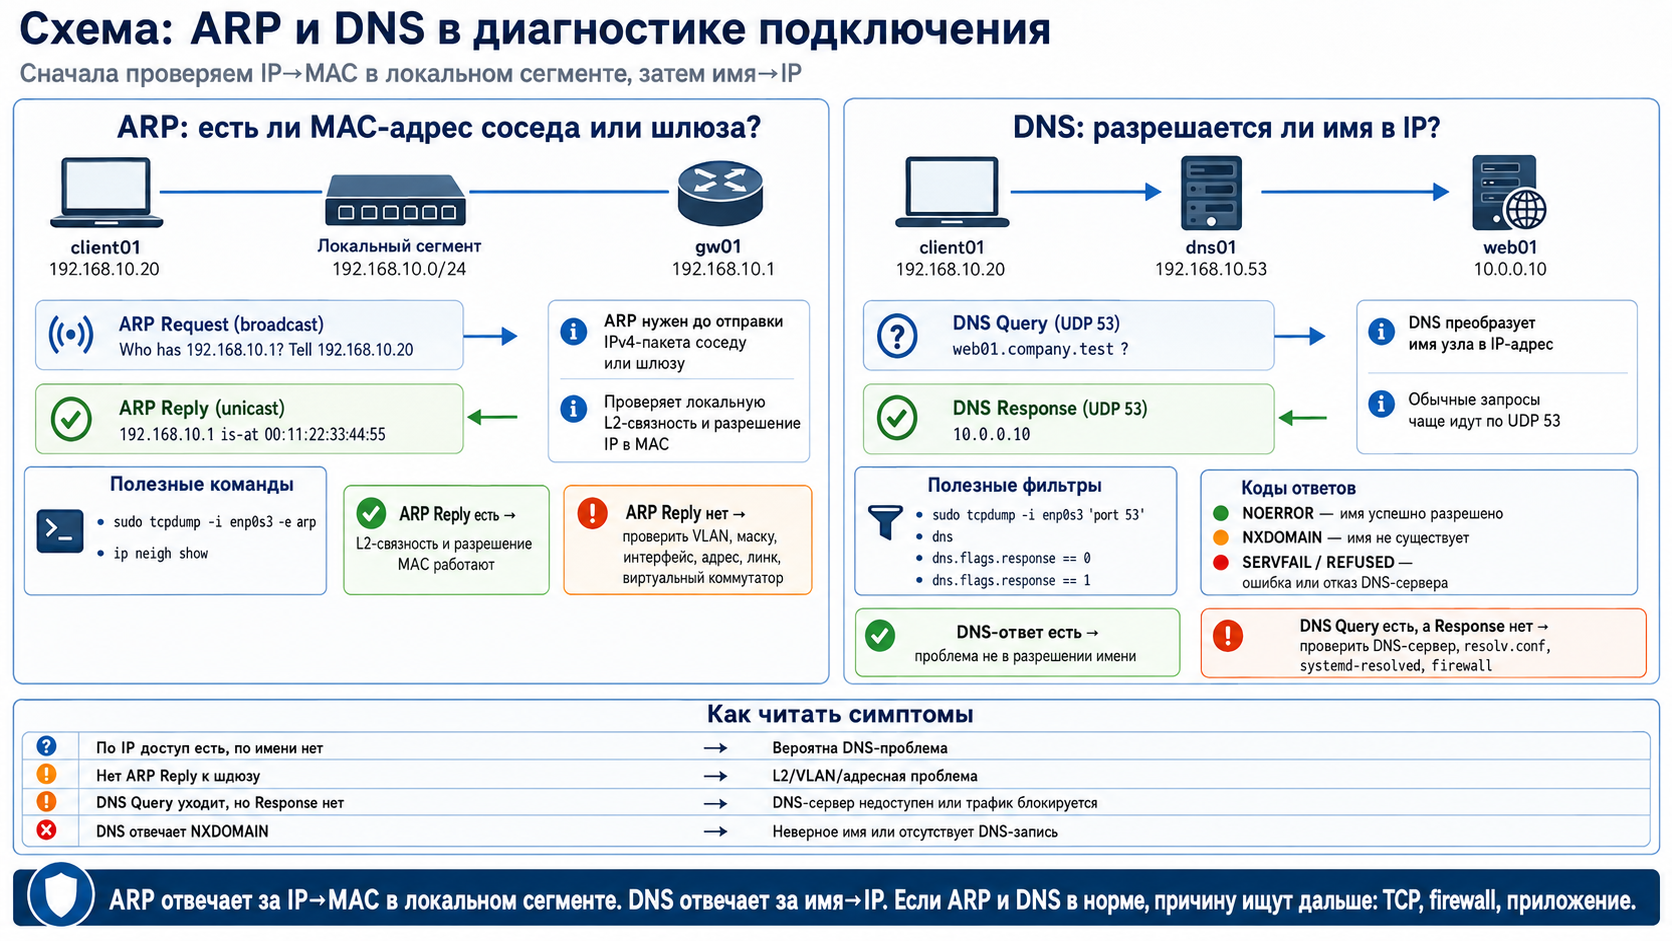 Схема: ARP и DNS в диагностике подключения
Сначала проверяем IP→MAC в локальном сегменте, затем имя→IP
ARP: есть ли MAC-адрес соседа или шлюза?
client01
192.168.10.20
Локальный сегмент
192.168.10.0/24
gw01
192.168.10.1
ARP Request (broadcast)
Who has 192.168.10.1? Tell 192.168.10.20
ARP Reply (unicast)
192.168.10.1 is-at 00:11:22:33:44:55
ARP нужен до отправки
IPv4-пакета соседу
или шлюзу
Проверяет локальную
L2-связность и разрешение
IP в MAC
Полезные команды
• sudo tcpdump -i enp0s3 -e arp
• ip neigh show
ARP Reply есть →
L2-связность и разрешение
MAC работают
ARP Reply нет →
проверить VLAN, маску,
интерфейс, адрес, линк,
виртуальный коммутатор
DNS: разрешается ли имя в IP?
client01
192.168.10.20
dns01
192.168.10.53
web01
10.0.0.10
DNS Query (UDP 53)
web01.company.test ?
DNS Response (UDP 53)
10.0.0.10
DNS преобразует
имя узла в IP-адрес
Обычные запросы
чаще идут по UDP 53
Полезные фильтры
• sudo tcpdump -i enp0s3 'port 53'
• dns
• dns.flags.response == 0
• dns.flags.response == 1
Коды ответов
NOERROR — имя успешно разрешено
NXDOMAIN — имя не существует
SERVFAIL / REFUSED —
ошибка или отказ DNS-сервера
DNS-ответ есть →
проблема не в разрешении имени
DNS Query есть, а Response нет →
проверить DNS-сервер, resolv.conf,
systemd-resolved, firewall
Как читать симптомы
По IP доступ есть, по имени нет → Вероятна DNS-проблема
Нет ARP Reply к шдюзу → L2/VLAN/адресная проблема
DNS Query уходит, но Response нет → DNS-сервер недоступен или трафик блокируется
DNS отвечает NXDOMAIN → Неверное имя или отсутствует DNS-запись
ARP отвечает за IP→MAC в локальном сегменте. DNS отвечает за имя→IP. Если ARP и DNS в норме, причину ищут дальше: TCP, firewall, приложение.